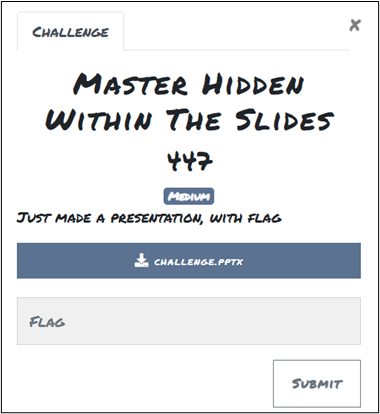 Challenge
×
Master Hidden
Within The Slides
447
Medium
Just made a presentation, with flag
challenge.pptx
Flag
Submit